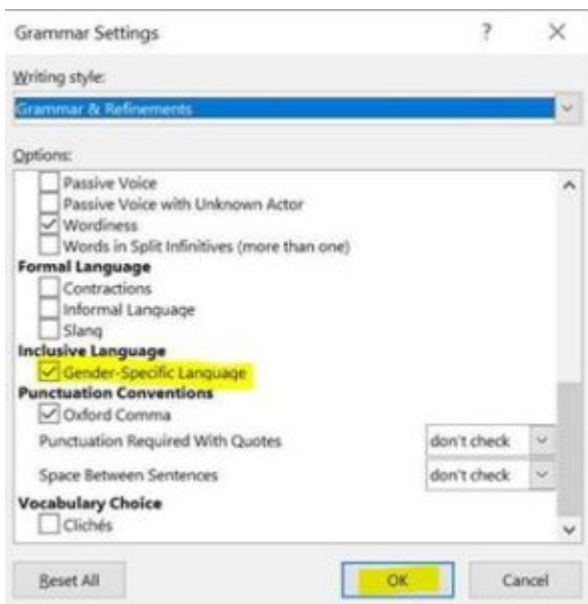 Grammar Settings ? ×
Writing style:
Grammar & Refinements
Options:
Passive Voice
Passive Voice with Unknown Actor
Wordiness
Words in Split Infinitives (more than one)
Formal Language
Contractions
Informal Language
Slang
Inclusive Language
Gender-Specific Language
Punctuation Conventions
Oxford Comma
Punctuation Required With Quotes don't check
Space Between Sentences don't check
Vocabulary Choice
Clichés
Reset All OK Cancel